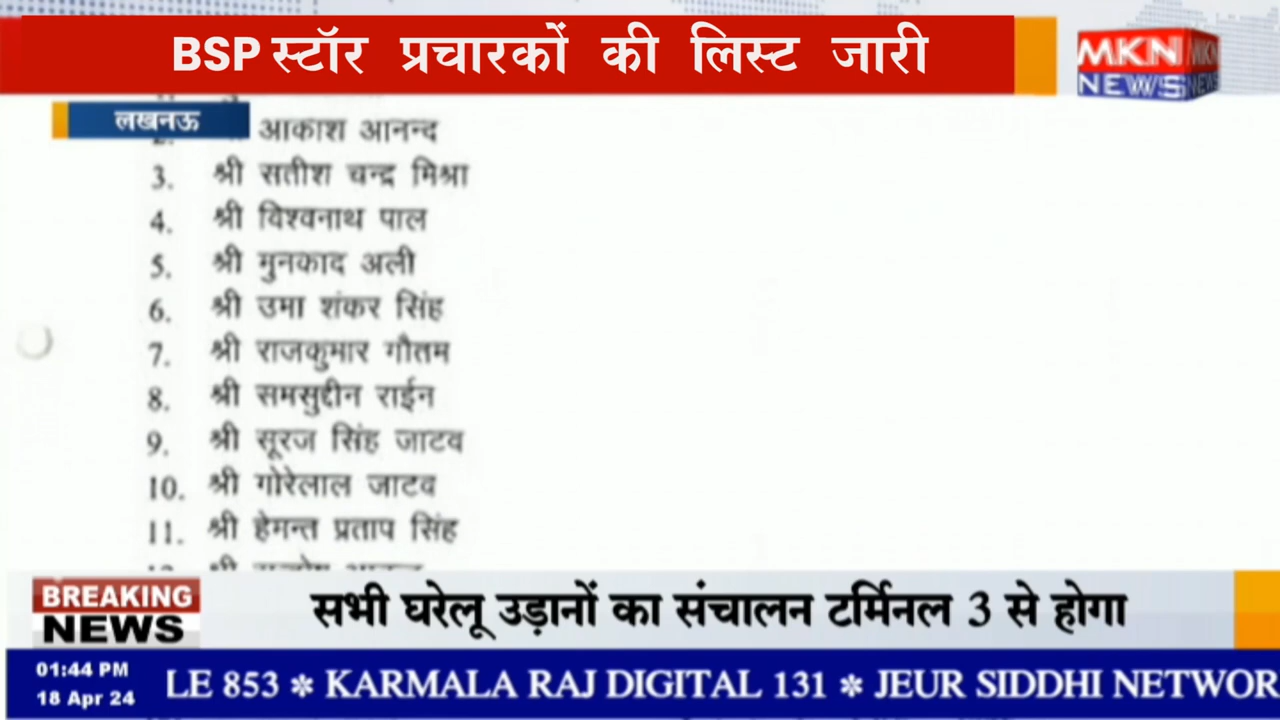 BSP स्टॉर प्रचारकों की लिस्ट जारी
MKN
NEWS
लखनऊ
2. आकाश आनन्द
3. श्री सतीश चन्द्र मिश्रा
4. श्री विश्वनाथ पाल
5. श्री मुनकाद अली
6. श्री उमा शंकर सिंह
7. श्री राजकुमार गौतम
8. श्री समसुद्दीन राईन
9. श्री सूरज सिंह जाटव
10. श्री गोरेलाल जाटव
11. श्री हेमन्त प्रताप सिंह
BREAKING
NEWS
सभी घरेलू उड़ानों का संचालन टर्मिनल 3 से होगा
01:44 PM
18 Apr 24
LE 853 * KARMALA RAJ DIGITAL 131 * JEUR SIDDHI NETWOR